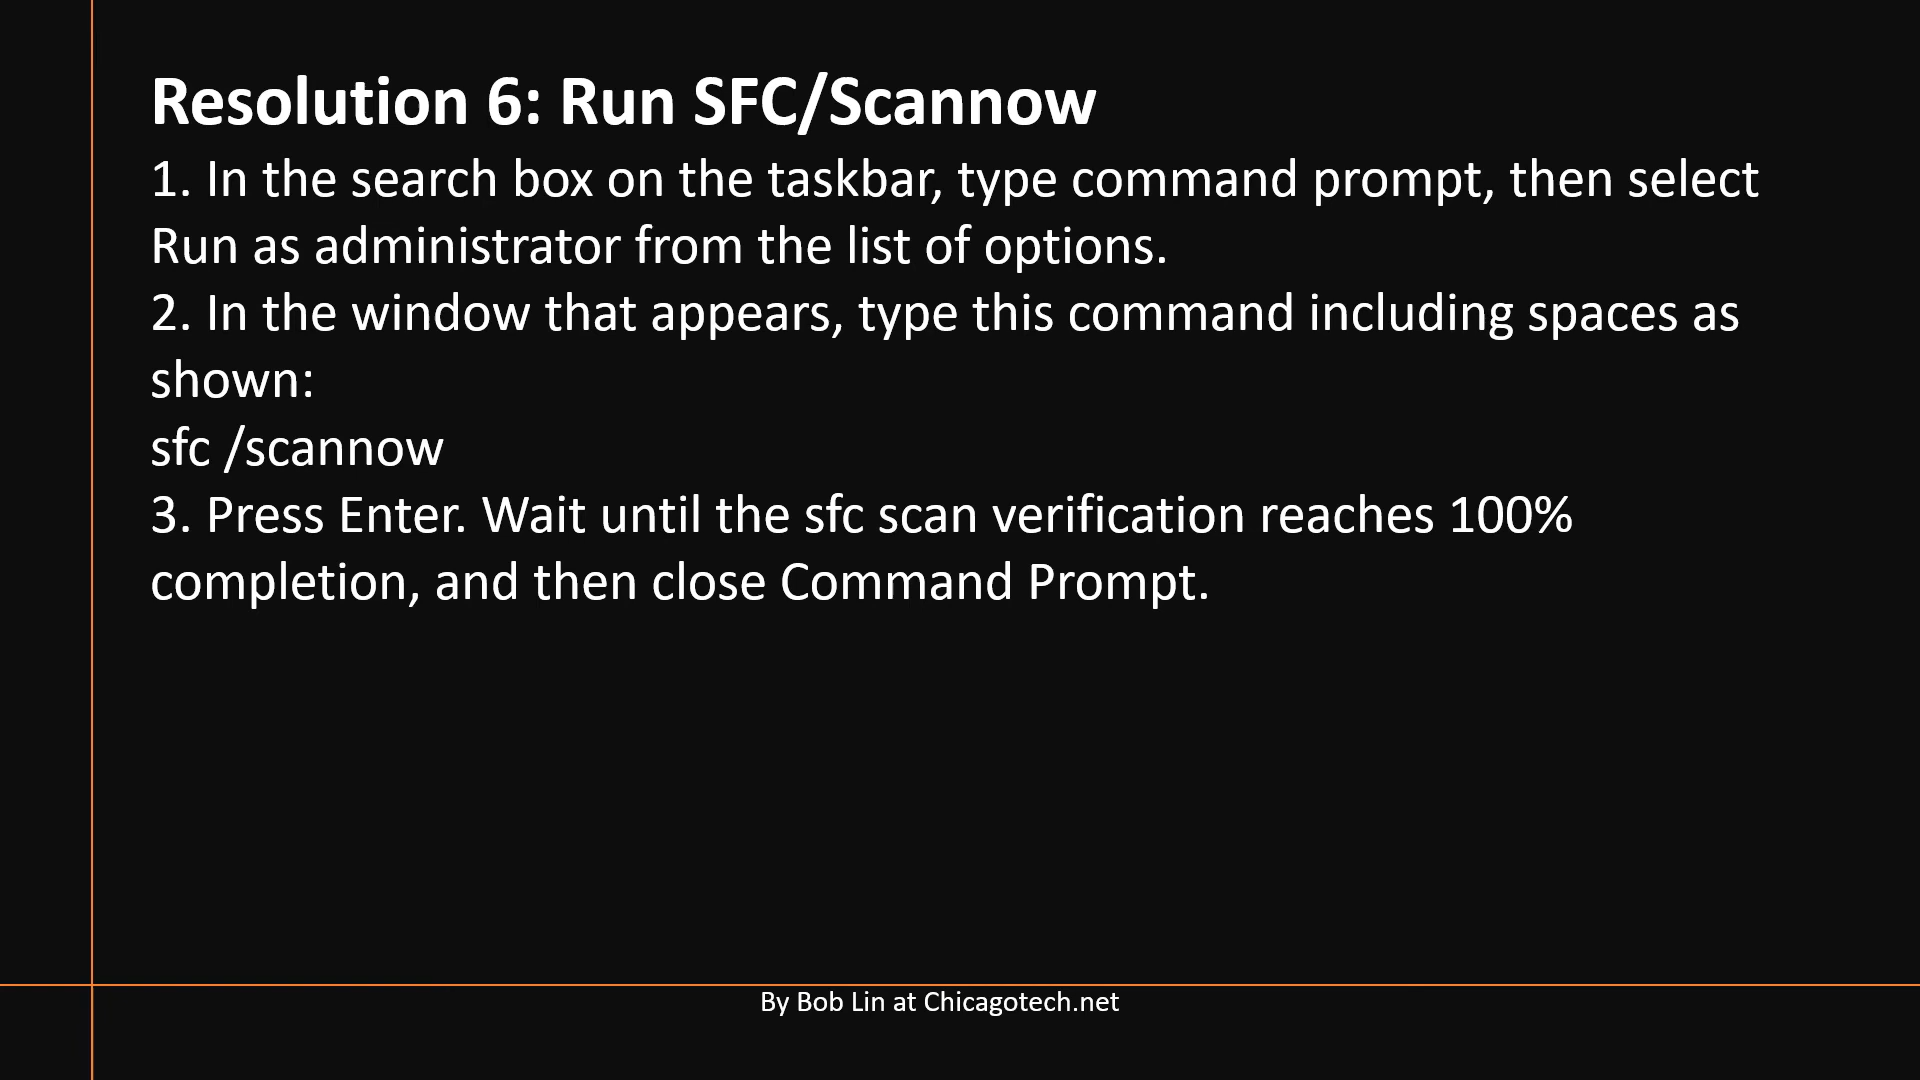 Resolution 6: Run SFC/Scannow
1. In the search box on the taskbar, type command prompt, then select
Run as administrator from the list of options.
2. In the window that appears, type this command including spaces as
shown:
sfc /scannow
3. Press Enter. Wait until the sfc scan verification reaches 100%
completion, and then close Command Prompt.
By Bob Lin at Chicagotech.net